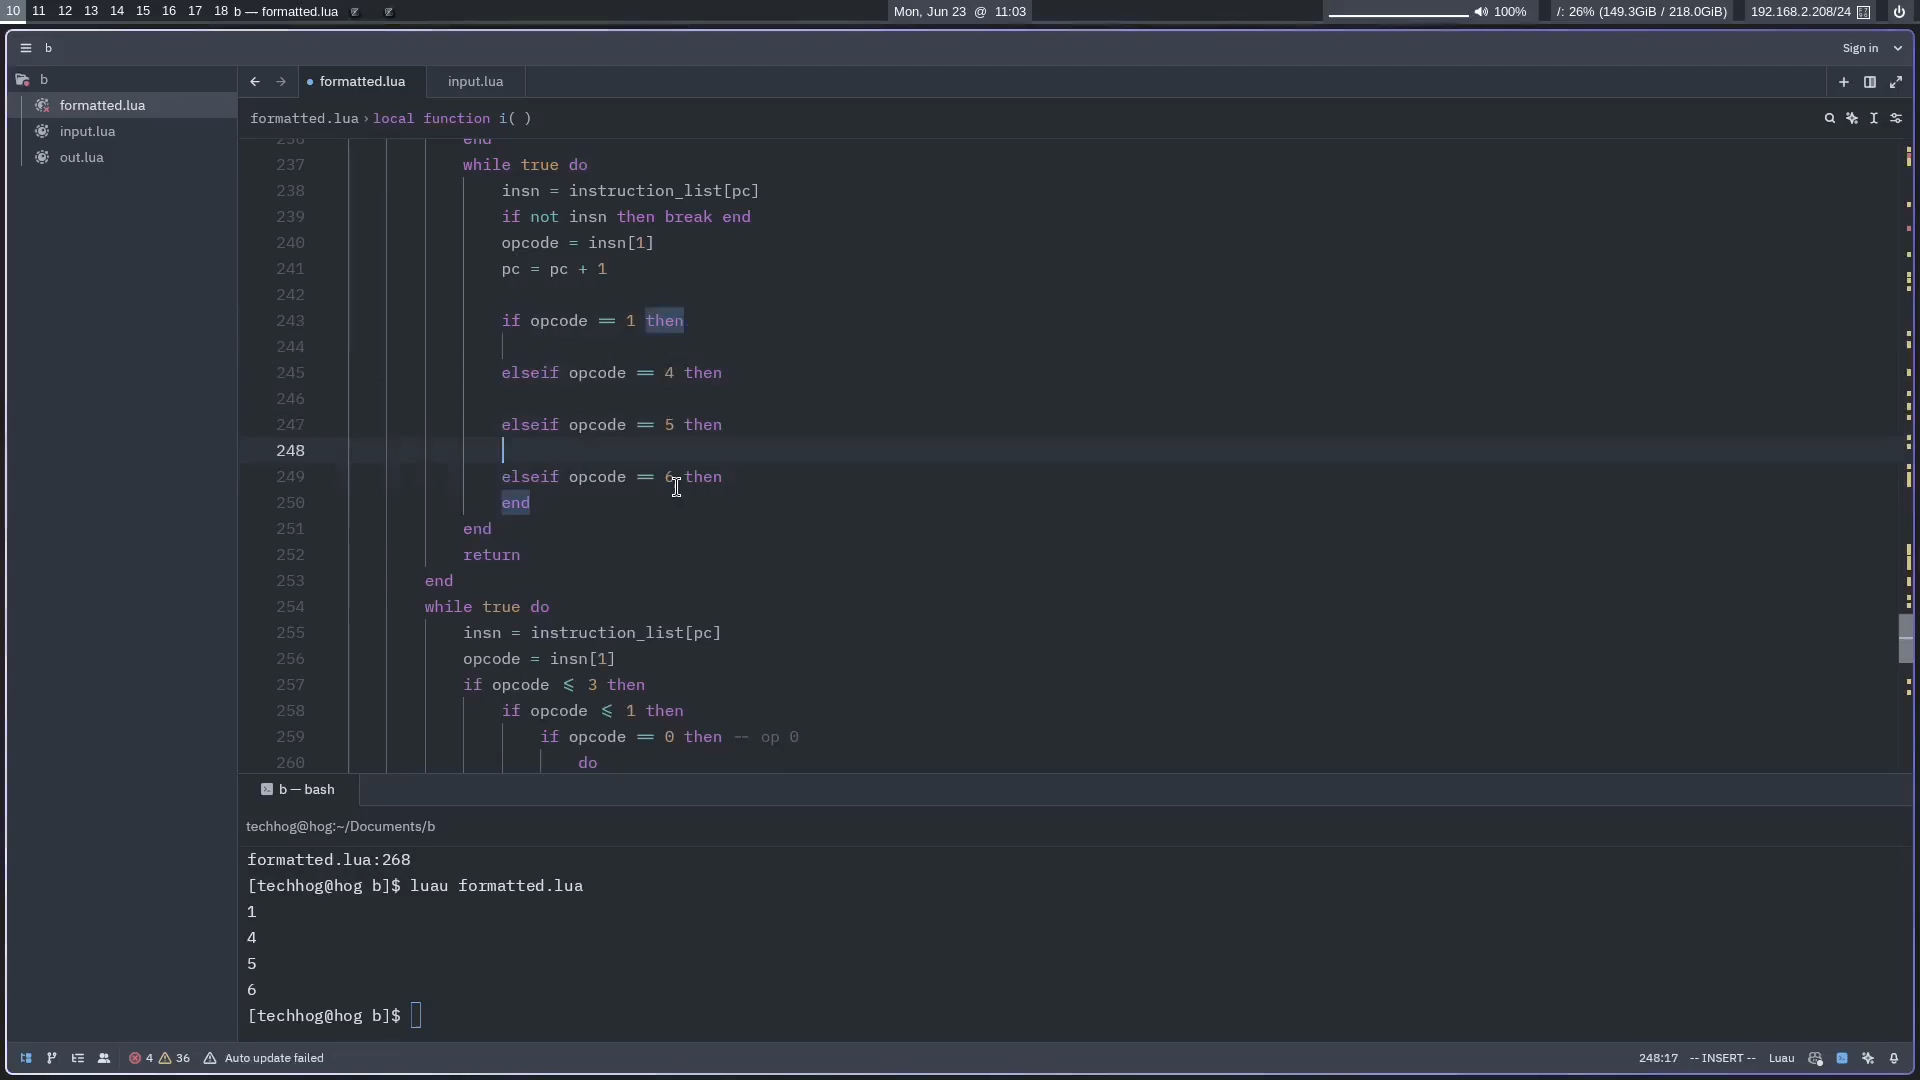 10 11 12 13 14 15 16 17 18 b — formatted.lua
Mon, Jun 23 @ 11:03
100%
/: 26% (149.3GiB / 218.0GiB)
192.168.2.208/24
b
Sign in
b
formatted.lua
input.lua
out.lua
formatted.lua
input.lua
formatted.lua › local function i( )
236 end
237 while true do
238 insn = instruction_list[pc]
239 if not insn then break end
240 opcode = insn[1]
241 pc = pc + 1
242
243 if opcode == 1 then
244
245 elseif opcode == 4 then
246
247 elseif opcode == 5 then
248
249 elseif opcode == 6 then
250 end
251 end
252 return
253 end
254 while true do
255 insn = instruction_list[pc]
256 opcode = insn[1]
257 if opcode <= 3 then
258 if opcode <= 1 then
259 if opcode == 0 then -- op 0
260 do
b — bash
techhog@hog:~/Documents/b
formatted.lua:268
[techhog@hog b]$ luau formatted.lua
1
4
5
6
[techhog@hog b]$
4 36 Auto update failed
248:17 -- INSERT -- Luau